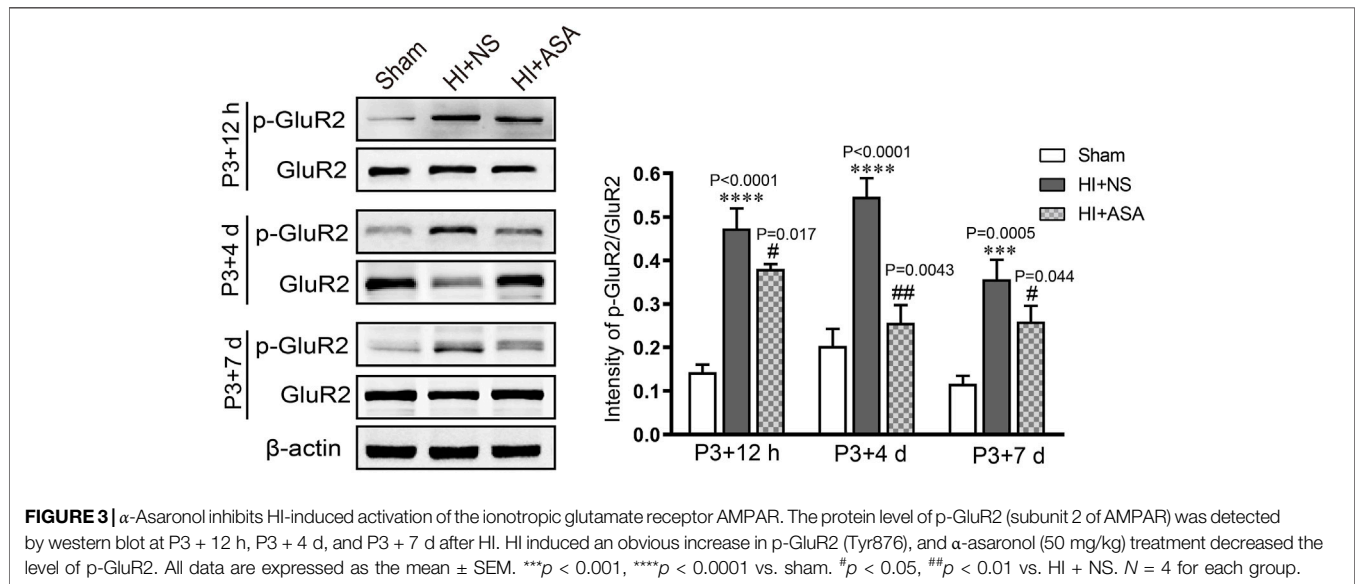 Sham HI+NS HI+ASA
P3+12 h
p-GluR2
GluR2
P3+4 d
p-GluR2
GluR2
P3+7 d
p-GluR2
GluR2
β-actin
Intensity of p-GluR2/GluR2
0.6
0.5
0.4
0.3
0.2
0.1
0.0
P<0.0001
****
P=0.017
#
P<0.0001
****
P=0.0043
##
P=0.0005
***
P=0.044
#
Sham
HI+NS
HI+ASA
P3+12 h P3+4 d P3+7 d
FIGURE 3 | α-Asaronol inhibits HI-induced activation of the ionotropic glutamate receptor AMPAR. The protein level of p-GluR2 (subunit 2 of AMPAR) was detected
by western blot at P3 + 12 h, P3 + 4 d, and P3 + 7 d after HI. HI induced an obvious increase in p-GluR2 (Tyr876), and α-asaronol (50 mg/kg) treatment decreased the
level of p-GluR2. All data are expressed as the mean ± SEM. ***p < 0.001, ****p < 0.0001 vs. sham. #p < 0.05, ##p < 0.01 vs. HI + NS. N = 4 for each group.